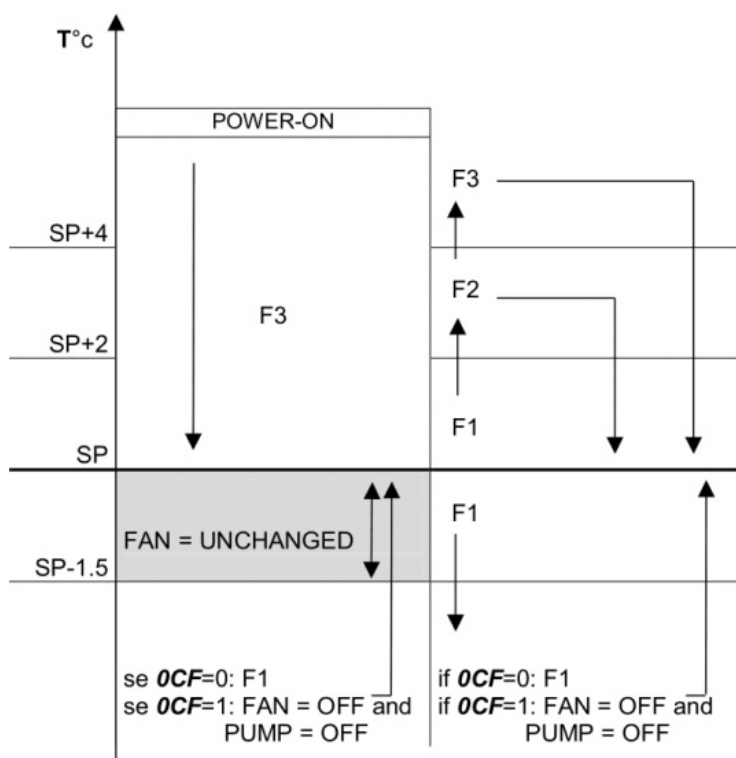 T°c
POWER-ON
F3
SP+4
F2
F3
SP+2
F1
SP
F1
FAN = UNCHANGED
SP-1.5
se 0CF=0: F1
se 0CF=1: FAN = OFF and
PUMP = OFF
if 0CF=0: F1
if 0CF=1: FAN = OFF and
PUMP = OFF